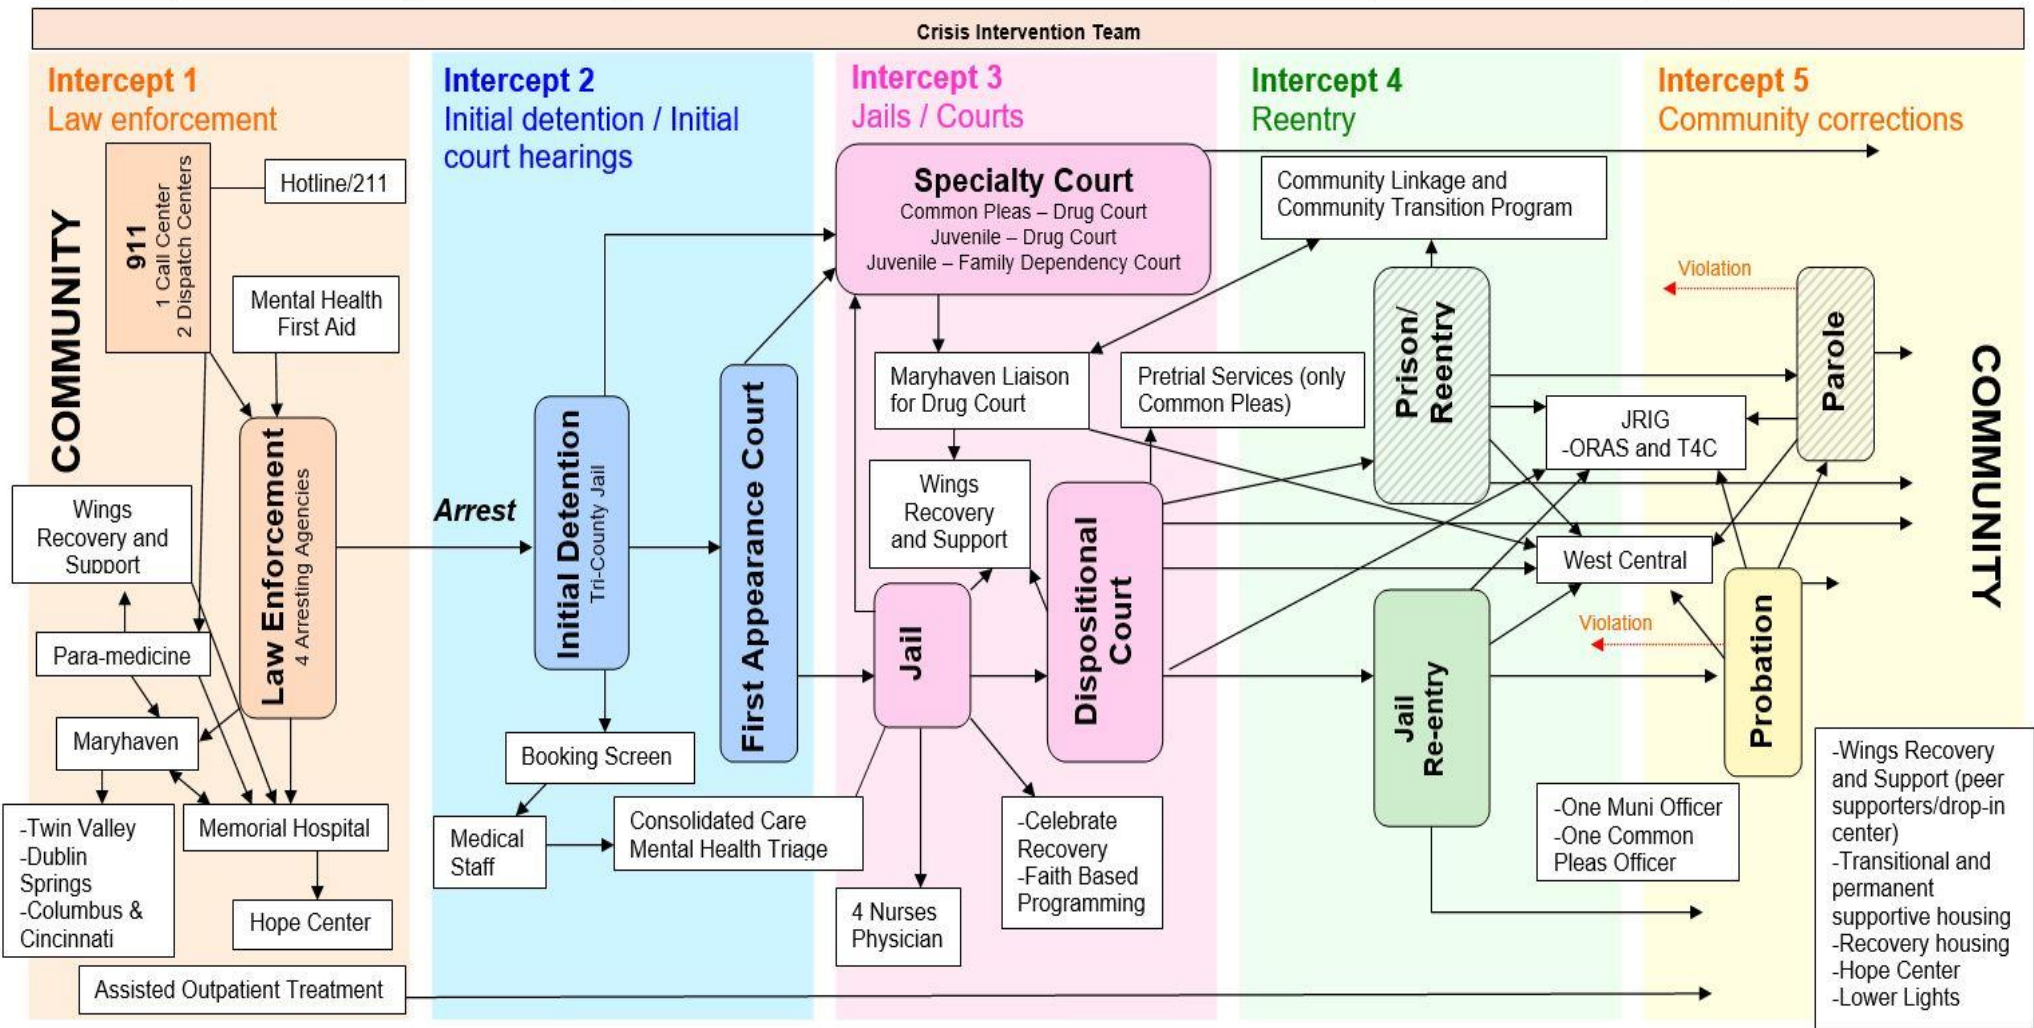 Crisis Intervention Team
Intercept 1
Law enforcement
COMMUNITY
911
1 Call Center
2 Dispatch Centers
Hotline/211
Mental Health
First Aid
Law Enforcement
4 Arresting Agencies
Wings
Recovery and
Support
Para-medicine
Maryhaven
-Twin Valley
-Dublin
Springs
-Columbus &
Cincinnati
Memorial Hospital
Hope Center
Assisted Outpatient Treatment
Intercept 2
Initial detention / Initial
court hearings
Arrest
Initial Detention
Tri-County Jail
First Appearance Court
Booking Screen
Medical
Staff
Consolidated Care
Mental Health Triage
Intercept 3
Jails / Courts
Specialty Court
Common Pleas – Drug Court
Juvenile – Drug Court
Juvenile – Family Dependency Court
Maryhaven Liaison
for Drug Court
Pretrial Services (only
Common Pleas)
Wings
Recovery
and Support
Jail
Dispositional
Court
4 Nurses
Physician
-Celebrate
Recovery
-Faith Based
Programming
Intercept 4
Reentry
Community Linkage and
Community Transition Program
Prison/
Reentry
JRIG
-ORAS and T4C
West Central
Jail
Re-entry
Violation
-One Muni Officer
-One Common
Pleas Officer
Intercept 5
Community corrections
Violation
Parole
Probation
COMMUNITY
-Wings Recovery
and Support (peer
supporters/drop-in
center)
-Transitional and
permanent
supportive housing
-Recovery housing
-Hope Center
-Lower Lights